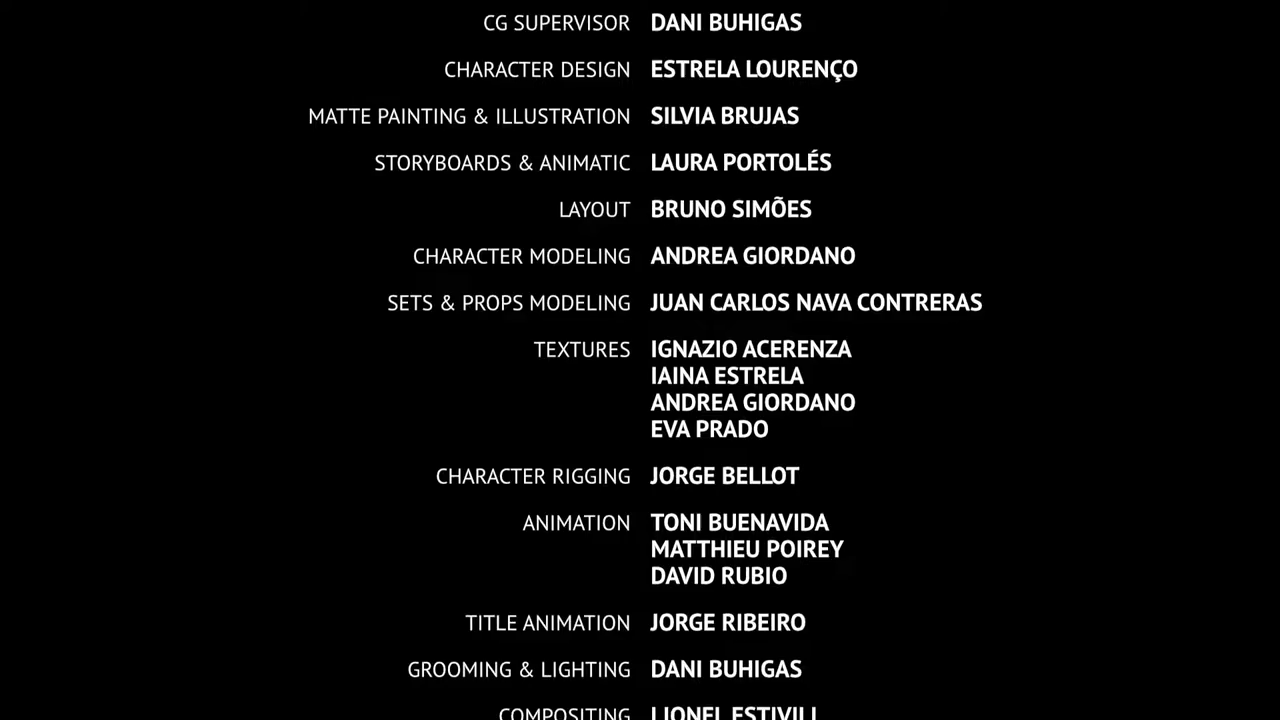 CG SUPERVISOR DANI BUHIGAS
CHARACTER DESIGN ESTRELA LOURENÇO
MATTE PAINTING & ILLUSTRATION SILVIA BRUJAS
STORYBOARDS & ANIMATIC LAURA PORTOLÉS
LAYOUT BRUNO SIMÕES
CHARACTER MODELING ANDREA GIORDANO
SETS & PROPS MODELING JUAN CARLOS NAVA CONTRERAS
TEXTURES IGNAZIO ACERENZA
IAINA ESTRELA
ANDREA GIORDANO
EVA PRADO
CHARACTER RIGGING JORGE BELLOT
ANIMATION TONI BUENAVIDA
MATTHIEU POIREY
DAVID RUBIO
TITLE ANIMATION JORGE RIBEIRO
GROOMING & LIGHTING DANI BUHIGAS
COMPOSITING LIONEL ESTIVILL